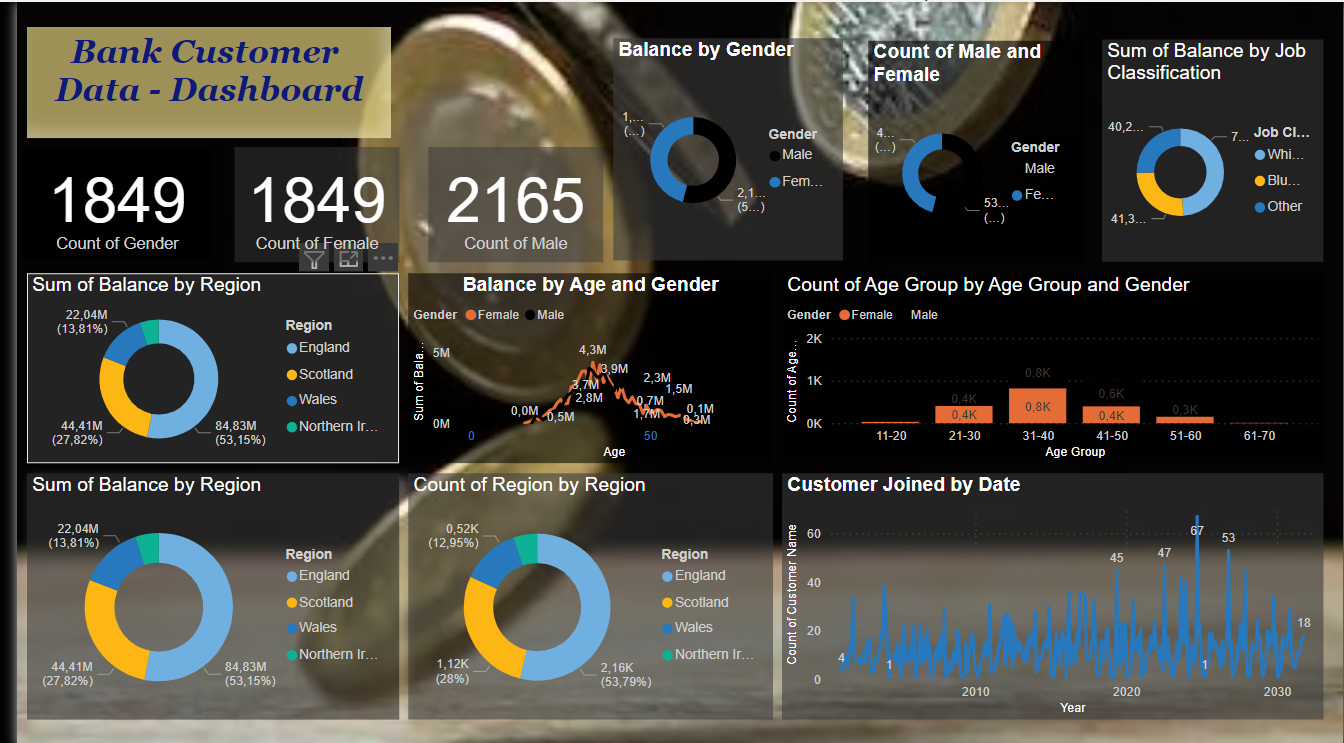 Bank Customer
Data - Dashboard
1849
Count of Gender
1849
Count of Female
2165
Count of Male
Balance by Gender
1,...
(...)
2,1...
(5...)
Gender
Male
Fem...
Count of Male and
Female
4...
(...)
53...
(...)
Gender
Male
Fe...
Sum of Balance by Job
Classification
40,2...
7...
41,3...
Job Cl...
Whi...
Blu...
Other
Sum of Balance by Region
22,04M
(13,81%)
44,41M
(27,82%)
84,83M
(53,15%)
Region
England
Scotland
Wales
Northern Ir...
Balance by Age and Gender
Gender Female Male
Sum of Bala...
5M
0M
4,3M
3,9M
3,7M
2,8M
2,3M
1,5M
0,0M
0,5M
0,7M
1,7M
0,1M
0,3M
0 50
Age
Count of Age Group by Age Group and Gender
Gender Female Male
Count of Age...
2K
1K
0K
0,4K
0,4K
0,8K
0,8K
0,6K
0,4K
0,3K
11-20 21-30 31-40 41-50 51-60 61-70
Age Group
Sum of Balance by Region
22,04M
(13,81%)
44,41M
(27,82%)
84,83M
(53,15%)
Region
England
Scotland
Wales
Northern Ir...
Count of Region by Region
0,52K
(12,95%)
1,12K
(28%)
2,16K
(53,79%)
Region
England
Scotland
Wales
Northern Ir...
Customer Joined by Date
Count of Customer Name
60
40
20
0
4
1
45
47
67
53
1
18
2010 2020 2030
Year